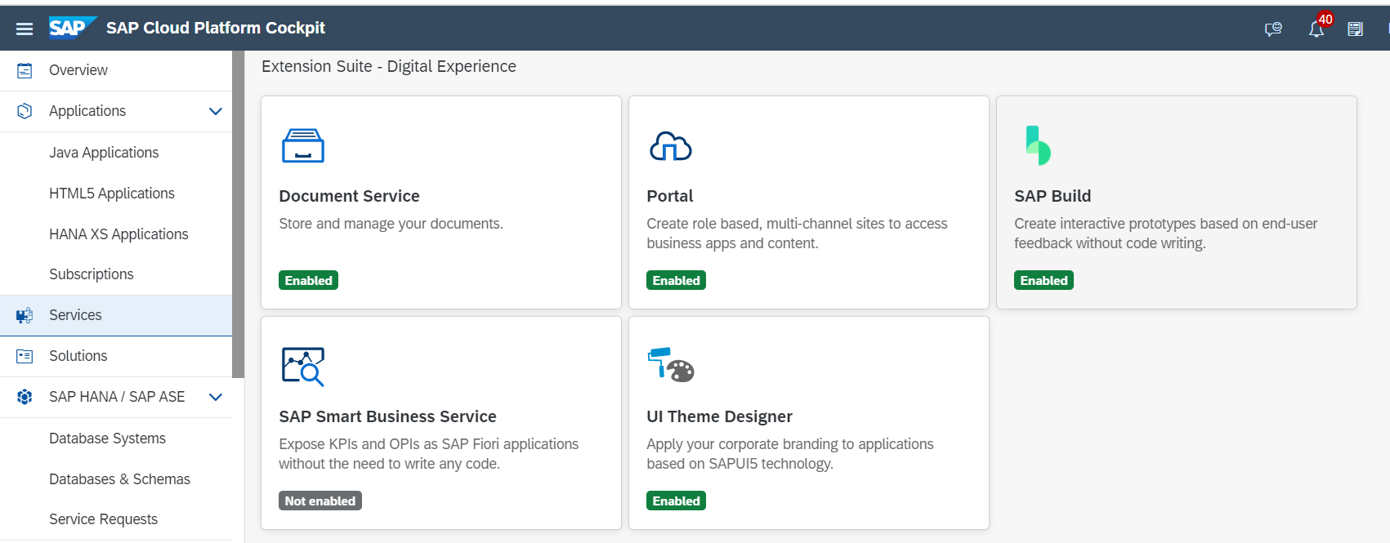 SAP SAP Cloud Platform Cockpit 40
Overview
Applications
Java Applications
HTML5 Applications
HANA XS Applications
Subscriptions
Services
Solutions
SAP HANA / SAP ASE
Database Systems
Databases & Schemas
Service Requests
Extension Suite - Digital Experience
Document Service
Store and manage your documents.
Enabled
Portal
Create role based, multi-channel sites to access
business apps and content.
Enabled
SAP Build
Create interactive prototypes based on end-user
feedback without code writing.
Enabled
SAP Smart Business Service
Expose KPIs and OPIs as SAP Fiori applications
without the need to write any code.
Not enabled
UI Theme Designer
Apply your corporate branding to applications
based on SAPUI5 technology.
Enabled